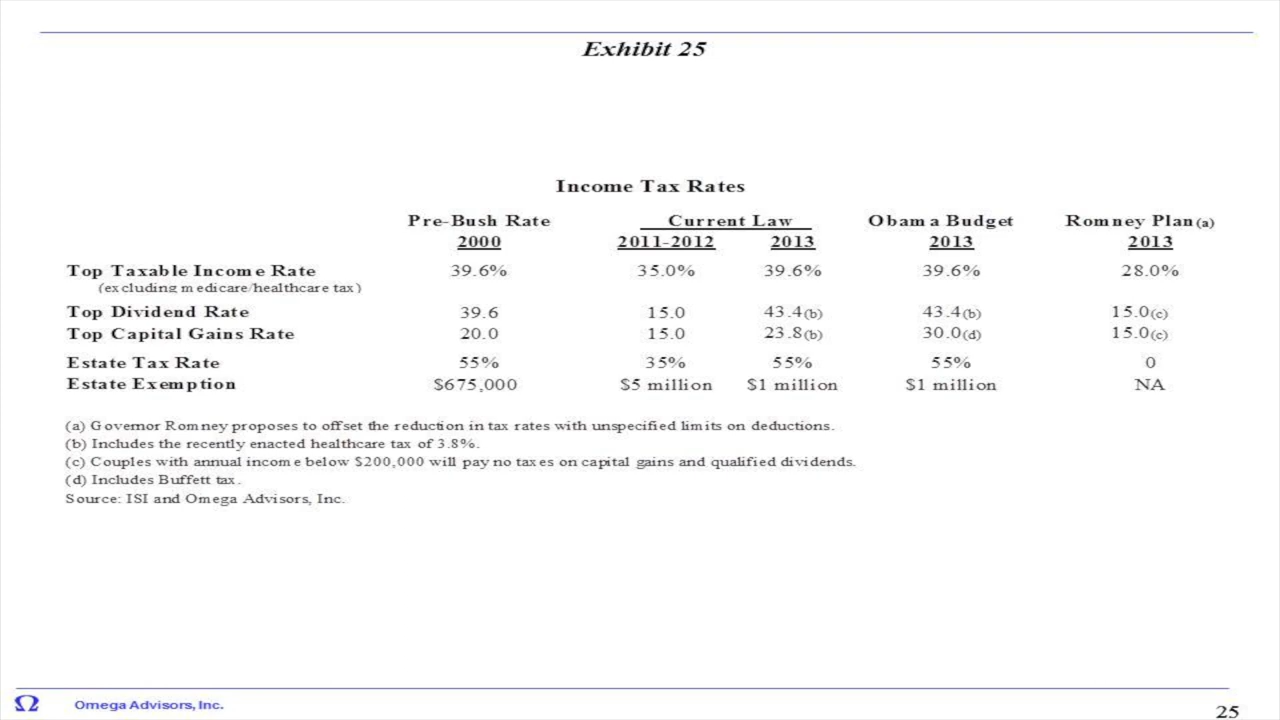 Exhibit 25
Income Tax Rates
Pre-Bush Rate Current Law Obama Budget Romney Plan(a)
2000 2011-2012 2013 2013 2013
Top Taxable Income Rate 39.6% 35.0% 39.6% 39.6% 28.0%
(excluding medicare/healthcare tax)
Top Dividend Rate 39.6 15.0 43.4(b) 43.4(b) 15.0(c)
Top Capital Gains Rate 20.0 15.0 23.8(b) 30.0(d) 15.0(c)
Estate Tax Rate 55% 35% 55% 55% 0
Estate Exemption $675,000 $5 million $1 million $1 million NA
(a) Governor Romney proposes to offset the reduction in tax rates with unspecified limits on deductions.
(b) Includes the recently enacted healthcare tax of 3.8%.
(c) Couples with annual income below $200,000 will pay no taxes on capital gains and qualified dividends.
(d) Includes Buffett tax.
Source: ISI and Omega Advisors, Inc.
Ω Omega Advisors, Inc.
25